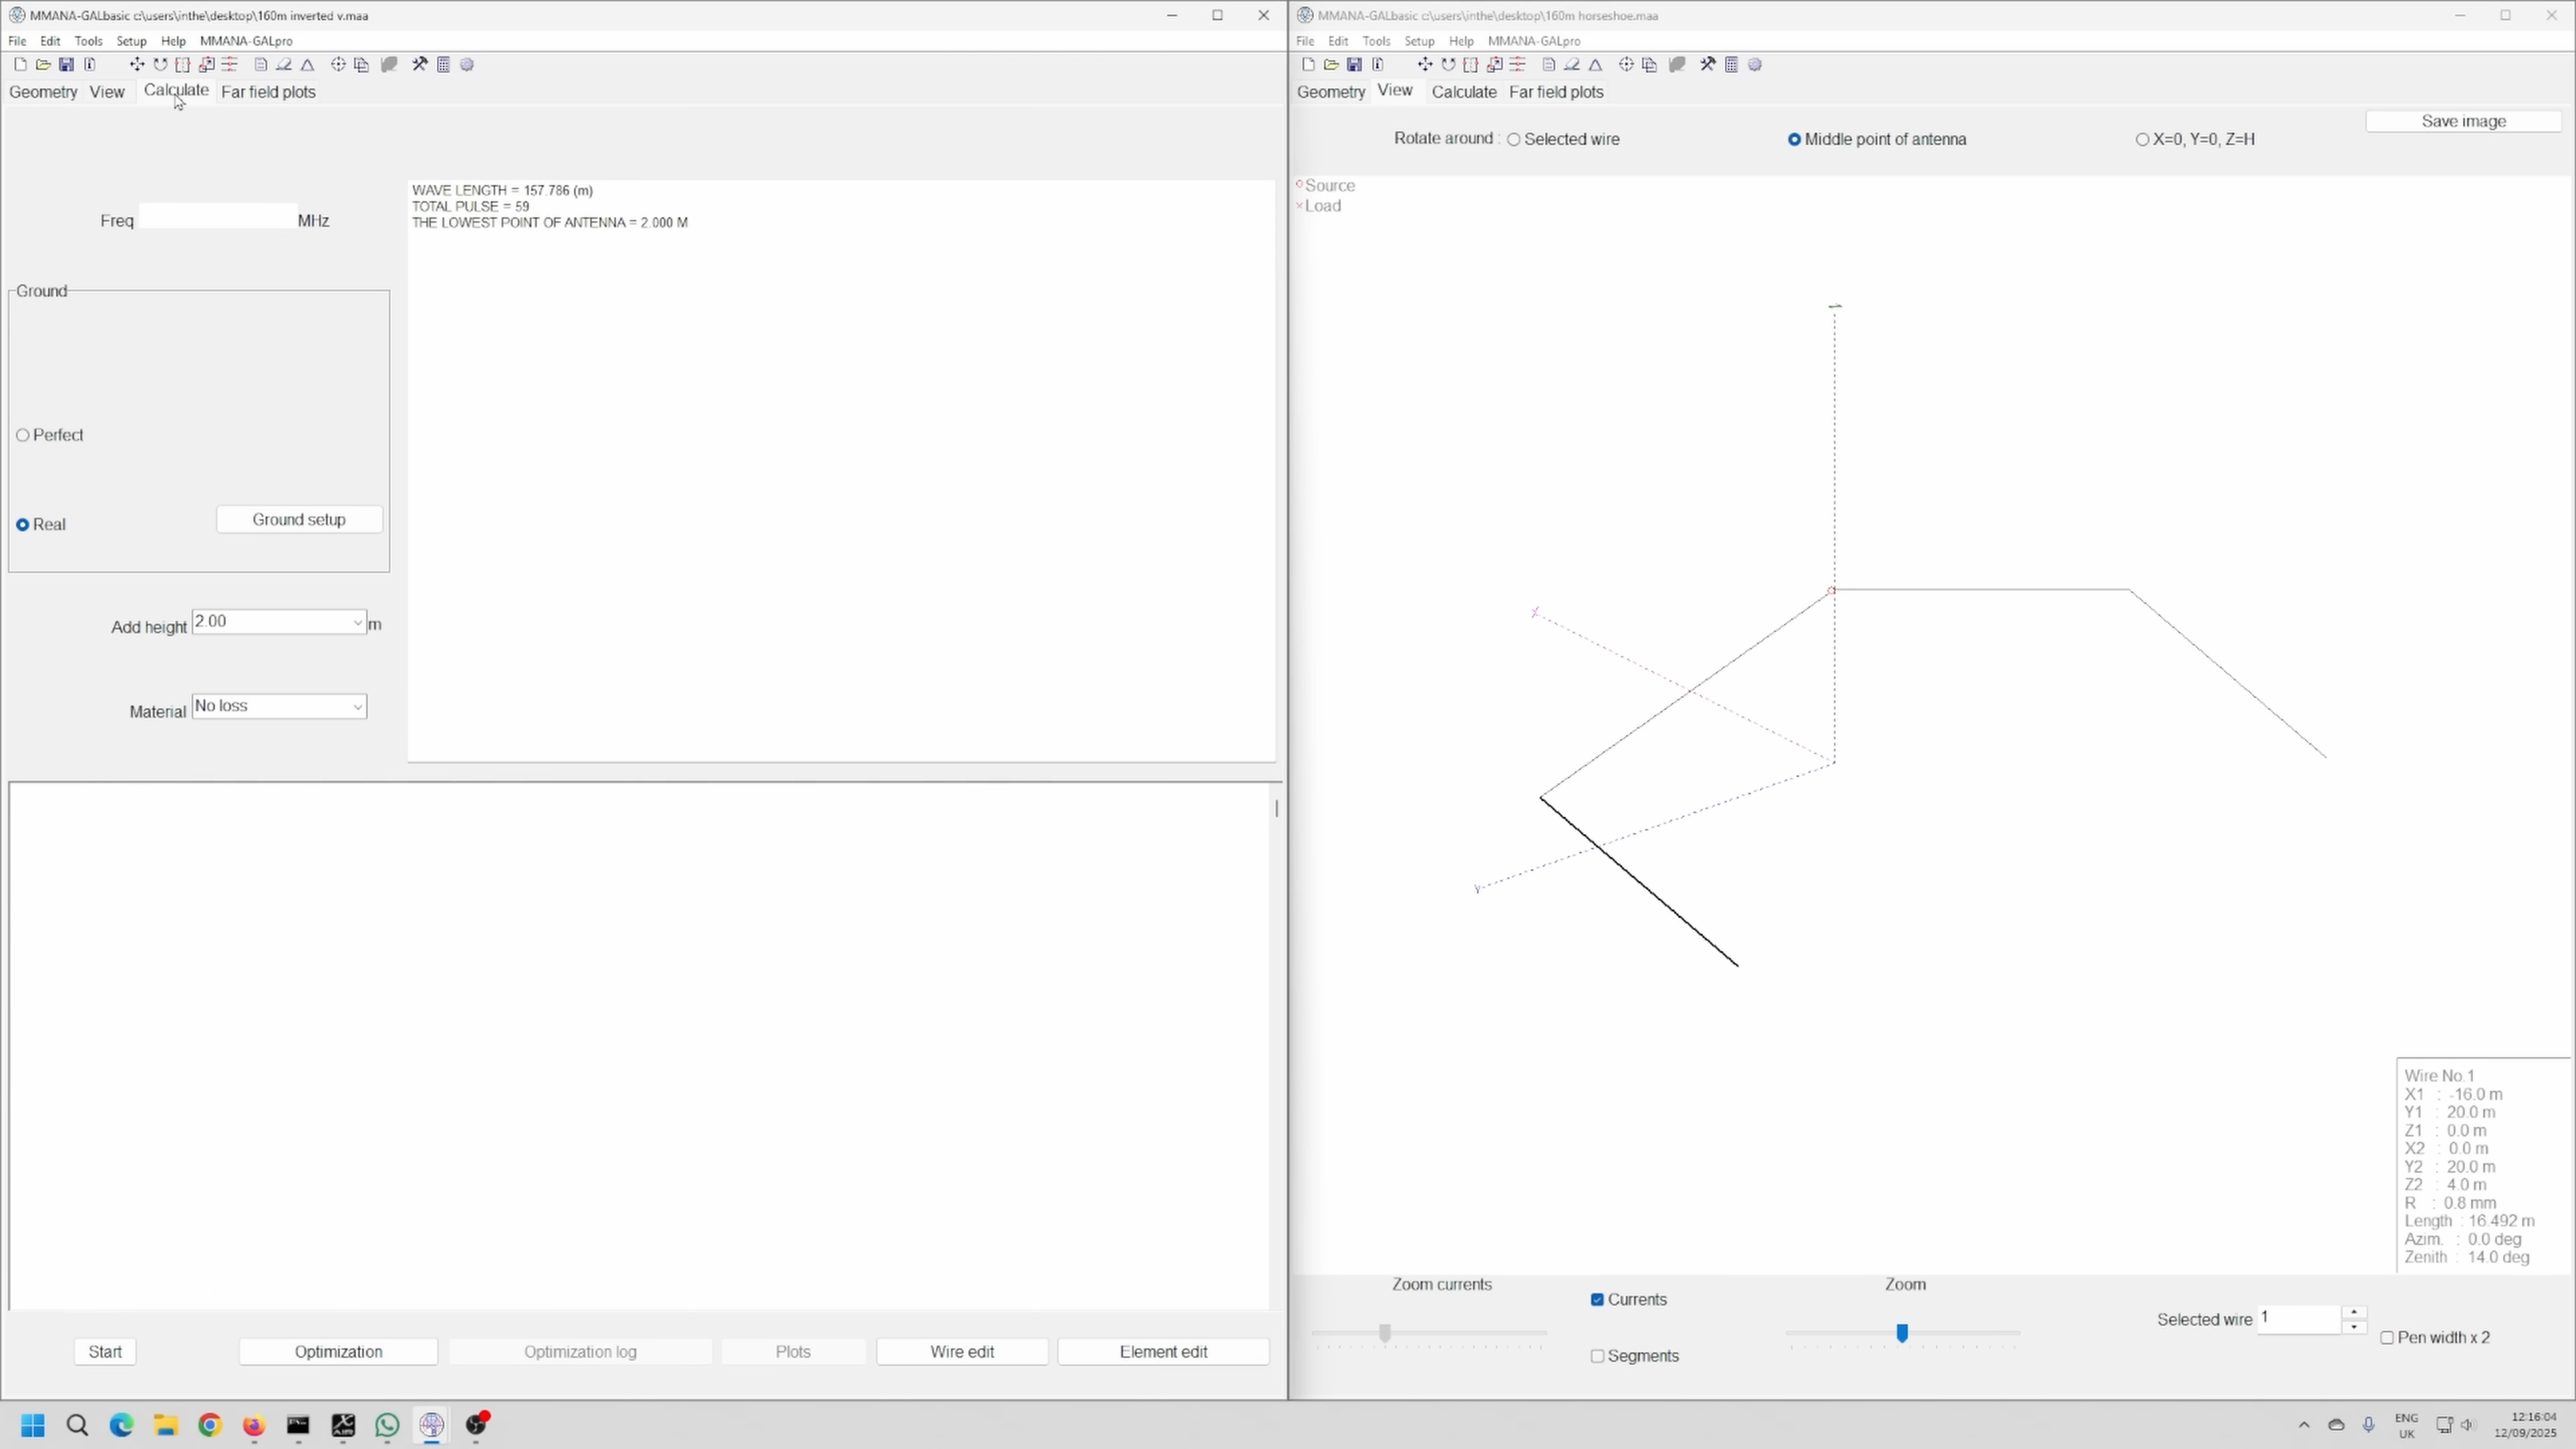 MMANA-GALbasic c:\users\inthe\desktop\160m inverted v.maa
File Edit Tools Setup Help MMANA-GALpro
Geometry View Calculate Far field plots
Freq MHz
WAVE LENGTH = 157.786 (m)
TOTAL PULSE = 59
THE LOWEST POINT OF ANTENNA = 2.000 M
Ground
Perfect
Real Ground setup
Add height 2.00 m
Material No loss
Start Optimization Optimization log Plots Wire edit Element edit
MMANA-GALbasic c:\users\inthe\desktop\160m horseshoe.maa
File Edit Tools Setup Help MMANA-GALpro
Geometry View Calculate Far field plots
Save image
Rotate around : Selected wire Middle point of antenna X=0, Y=0, Z=H
Source
Load
X
Y
Wire No.1
X1 : -16.0 m
Y1 : 20.0 m
Z1 : 0.0 m
X2 : 0.0 m
Y2 : 20.0 m
Z2 : 4.0 m
R : 0.8 mm
Length : 16.492 m
Azim. : 0.0 deg
Zenith : 14.0 deg
Zoom currents Currents Zoom
Selected wire 1
Segments Pen width x 2
ENG
UK
12:16:04
12/09/2025